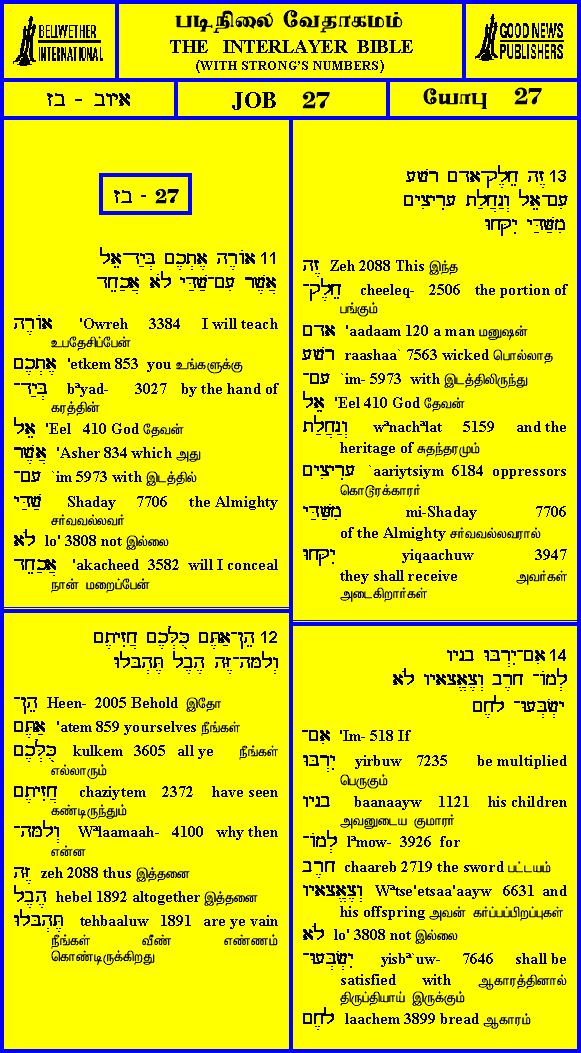 BELLWETHER
INTERNATIONAL
படிநிலை வேதாகமம்
THE INTERLAYER BIBLE
(WITH STRONG'S NUMBERS)
GOOD NEWS
PUBLISHERS
איוב - בז
JOB 27
யோபு 27
בז - 27
11 אוֹרֶה אֶתְכֶם בְּיַד־אֵל
אֲשֶׁר עִם־שַׁדַּי לֹא אֲכַחֵד
אוֹרֶה 'Owreh 3384 I will teach
உபதேசிப்பேன்
אֶתְכֶם 'etkem 853 you உங்களுக்கு
בְּיַד־ bªyad- 3027 by the hand of
கரத்தின்
אֵל 'Eel 410 God தேவன்
אֲשֶׁר 'Asher 834 which அது
עִם־ `im 5973 with இடத்தில்
שַׁדַּי Shaday 7706 the Almighty
சர்வவல்லவர்
לֹא lo' 3808 not இல்லை
אֲכַחֵד 'akacheed 3582 will I conceal
நான் மறைப்பேன்
12 הֵן־אַתֶּם כֻּלְּכֶם חֲזִיתֶם
וְלָמָּה־זֶּה הֶבֶל תֶּהְבָּלוּ
הֵן־ Heen- 2005 Behold இதோ
אַתֶּם 'atem 859 yourselves நீங்கள்
כֻּלְּכֶם kulkem 3605 all ye நீங்கள்
எல்லாரும்
חֲזִיתֶם chaziytem 2372 have seen
கண்டிருந்தும்
וְלָמָּה־ Wªlaamaah- 4100 why then
என்ன
זֶּה zeh 2088 thus இத்தனை
הֶבֶל hebel 1892 altogether இத்தனை
תֶּהְבָּלוּ tehbaaluw 1891 are ye vain
நீங்கள் வீண் எண்ணம்
கொண்டிருக்கிறது
13 זֶה חֵלֶק־אָדָם רָשָׁע
עִם־אֵל וְנַחֲלַת עָרִיצִים
מִשַּׁדַּי יִקָּחוּ
זֶה Zeh 2088 This இந்த
חֵלֶק־ cheeleq- 2506 the portion of
பங்கும்
אָדָם 'aadaam 120 a man மனுஷன்
רָשָׁע raashaa` 7563 wicked பொல்லாத
עִם־ `im- 5973 with இடத்திலிருந்து
אֵל 'Eel 410 God தேவன்
וְנַחֲלַת wªnachªlat 5159 and the
heritage of சுதந்தரமும்
עָרִיצִים `aariytsiym 6184 oppressors
கொடூரக்காரர்
מִשַּׁדַּי mi-Shaday 7706
of the Almighty சர்வவல்லவரால்
יִקָּחוּ yiqaachuw 3947
they shall receive அவர்கள்
அடைகிறார்கள்
14 אִם־יִרְבּוּ בָנָיו
לְמוֹ־ חָרֶב וְצֶאֱצָאָיו לֹא
יִשְׂבְּעוּ־ לָחֶם
אִם־ 'Im- 518 If
יִרְבּוּ yirbuw 7235 be multiplied
பெருகும்
בָנָיו baanaayw 1121 his children
அவனுடைய குமாரர்
לְמוֹ־ lªmow- 3926 for
חָרֶב chaareb 2719 the sword பட்டயம்
וְצֶאֱצָאָיו Wªtse'etsaa'aayw 6631 and
his offspring அவன் கர்ப்பப்பிறப்புகள்
לֹא lo' 3808 not இல்லை
יִשְׂבְּעוּ־ yisbª`uw- 7646 shall be
satisfied with ஆகாரத்தினால்
திருப்தியாய் இருக்கும்
לָחֶם laachem 3899 bread ஆகாரம்